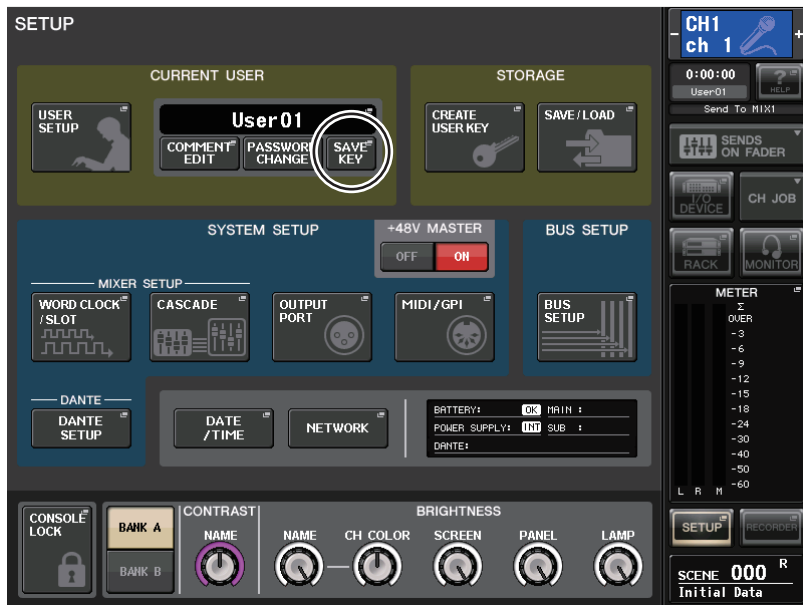 SETUP
CURRENT USER
USER
SETUP
User01
COMMENT
EDIT
PASSWORD
CHANGE
SAVE
KEY
STORAGE
CREATE
USER KEY
SAVE/LOAD
SYSTEM SETUP
+48V MASTER
OFF
ON
BUS SETUP
MIXER SETUP
WORD CLOCK
/SLOT
CASCADE
OUTPUT
PORT
MIDI/GPI
BUS
SETUP
DANTE
DANTE
SETUP
DATE
/TIME
NETWORK
BATTERY: OK MAIN :
POWER SUPPLY: INT SUB :
DANTE:
CONSOLE
LOCK
BANK A
BANK B
CONTRAST
NAME
BRIGHTNESS
NAME
CH COLOR
SCREEN
PANEL
LAMP
- CH1 +
ch 1
0:00:00
User01
?
HELP
Send To MIX1
SENDS
ON FADER
I/O
DEVICE
CH JOB
RACK
MONITOR
METER
Σ
OVER
-3
-6
-9
-12
-15
-18
-24
-30
-40
-50
-60
L R M
SETUP
RECORDER
SCENE 000 R
Initial Data